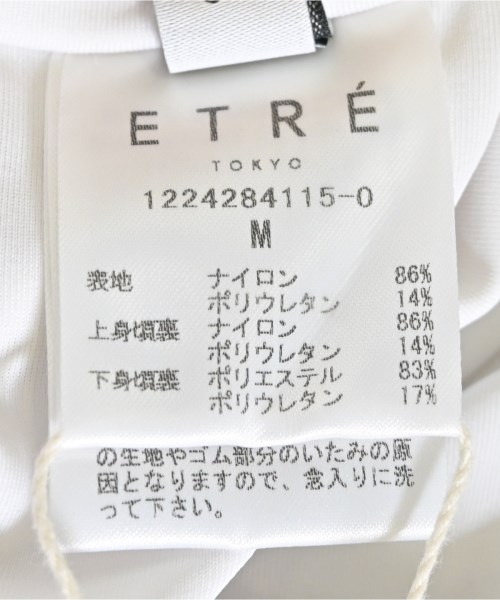 ETRÉ
TOKYO
1224284115-0
M
表地 ナイロン 86%
ポリウレタン 14%
上身頃裏 ナイロン 86%
ポリウレタン 14%
下身頃裏 ポリエステル 83%
ポリウレタン 17%
の生地やゴム部分のいたみの原
因となりますので、念入りに洗
って下さい。